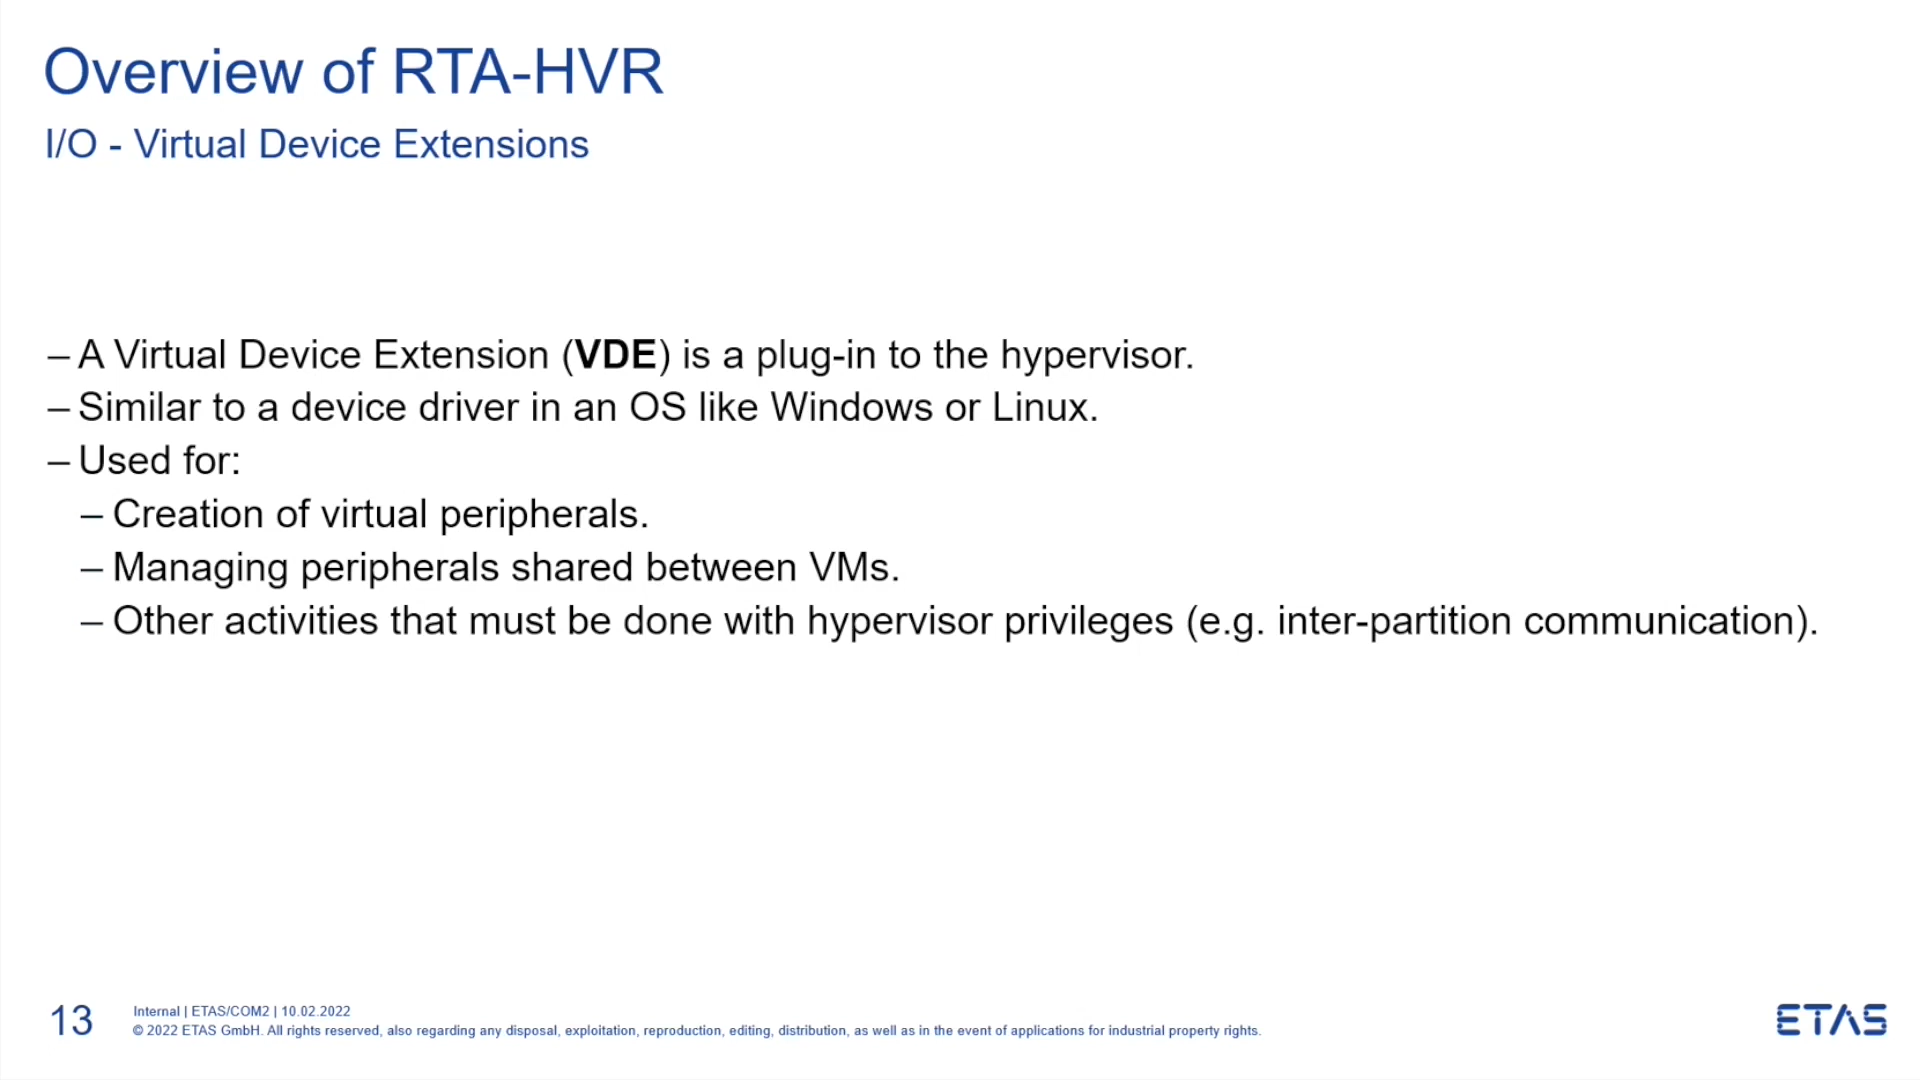 Overview of RTA-HVR
I/O - Virtual Device Extensions
– A Virtual Device Extension (VDE) is a plug-in to the hypervisor.
– Similar to a device driver in an OS like Windows or Linux.
– Used for:
– Creation of virtual peripherals.
– Managing peripherals shared between VMs.
– Other activities that must be done with hypervisor privileges (e.g. inter-partition communication).
13
Internal | ETAS/COM2 | 10.02.2022
© 2022 ETAS GmbH. All rights reserved, also regarding any disposal, exploitation, reproduction, editing, distribution, as well as in the event of applications for industrial property rights.
ETAS